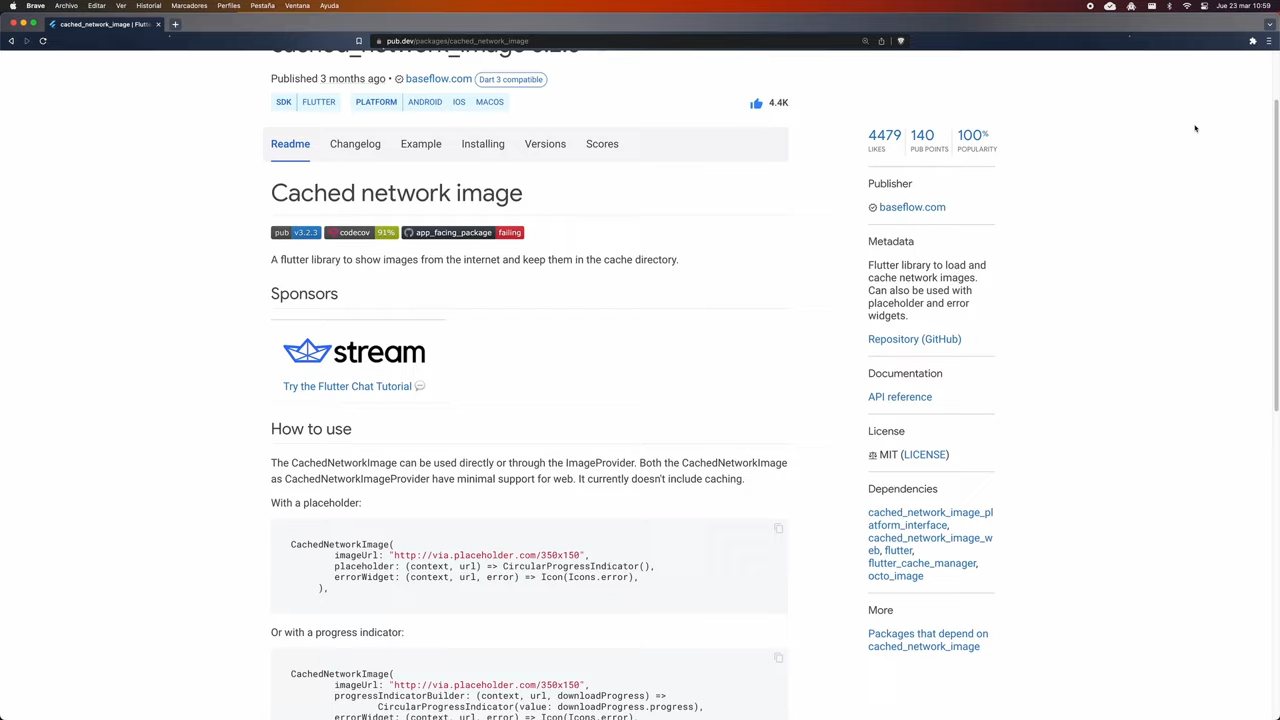 Brave Archivo Editar Ver Historial Marcadores Perfiles Pestaña Ventana Ayuda
Jue 23 mar 10:59
cached_network_image | Flutte
pub.dev/packages/cached_network_image
Published 3 months ago • baseflow.com Dart 3 compatible
SDK FLUTTER PLATFORM ANDROID IOS MACOS
4.4K
Readme Changelog Example Installing Versions Scores
Cached network image
pub v3.2.3 codecov 91% app_facing_package failing
A flutter library to show images from the internet and keep them in the cache directory.
Sponsors
stream
Try the Flutter Chat Tutorial 💬
How to use
The CachedNetworkImage can be used directly or through the ImageProvider. Both the CachedNetworkImage
as CachedNetworkImageProvider have minimal support for web. It currently doesn't include caching.
With a placeholder:
CachedNetworkImage(
imageUrl: "http://via.placeholder.com/350x150",
placeholder: (context, url) => CircularProgressIndicator(),
errorWidget: (context, url, error) => Icon(Icons.error),
),
Or with a progress indicator:
CachedNetworkImage(
imageUrl: "http://via.placeholder.com/350x150",
progressIndicatorBuilder: (context, url, downloadProgress) =>
CircularProgressIndicator(value: downloadProgress.progress),
errorWidget: (context, url, error) => Icon(Icons.error),
4479 140 100%
LIKES PUB POINTS POPULARITY
Publisher
baseflow.com
Metadata
Flutter library to load and
cache network images.
Can also be used with
placeholder and error
widgets.
Repository (GitHub)
Documentation
API reference
License
MIT (LICENSE)
Dependencies
cached_network_image_pl
atform_interface,
cached_network_image_w
eb, flutter,
flutter_cache_manager,
octo_image
More
Packages that depend on
cached_network_image